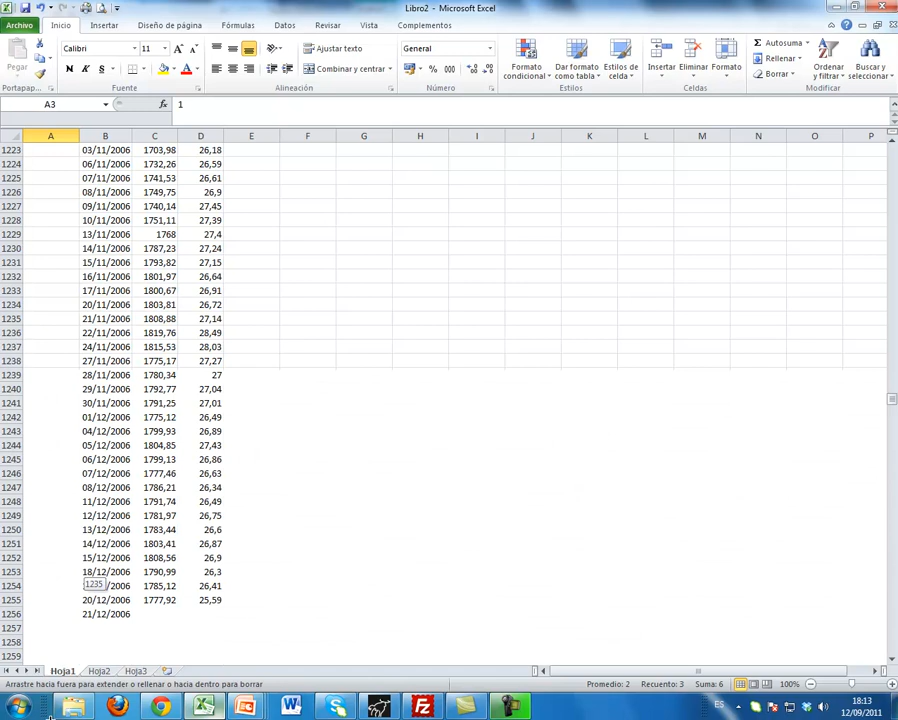 Libro2 - Microsoft Excel
Archivo Inicio Insertar Diseño de página Fórmulas Datos Revisar Vista Complementos
Pegar
Calibri 11 A A
N K S A
Ajustar texto
Combinar y centrar
General
% 000
Formato condicional
Dar formato como tabla
Estilos de celda
Insertar Eliminar Formato
Σ Autosuma
Rellenar
Borrar
Ordenar y filtrar
Buscar y seleccionar
Portapap... Fuente Alineación Número Estilos Celdas Modificar
A3 fx 1
A B C D E F G H I J K L M N O P
1223 03/11/2006 1703,98 26,18
1224 06/11/2006 1732,26 26,59
1225 07/11/2006 1741,53 26,61
1226 08/11/2006 1749,75 26,9
1227 09/11/2006 1740,14 27,45
1228 10/11/2006 1751,11 27,39
1229 13/11/2006 1768 27,4
1230 14/11/2006 1787,23 27,24
1231 15/11/2006 1793,82 27,15
1232 16/11/2006 1801,97 26,64
1233 17/11/2006 1800,67 26,91
1234 20/11/2006 1803,81 26,72
1235 21/11/2006 1808,88 27,14
1236 22/11/2006 1819,76 28,49
1237 24/11/2006 1815,53 28,03
1238 27/11/2006 1775,17 27,27
1239 28/11/2006 1780,34 27
1240 29/11/2006 1792,77 27,04
1241 30/11/2006 1791,25 27,01
1242 01/12/2006 1775,12 26,49
1243 04/12/2006 1799,93 26,89
1244 05/12/2006 1804,85 27,43
1245 06/12/2006 1799,13 26,86
1246 07/12/2006 1777,46 26,63
1247 08/12/2006 1786,21 26,34
1248 11/12/2006 1791,74 26,49
1249 12/12/2006 1781,97 26,75
1250 13/12/2006 1783,44 26,6
1251 14/12/2006 1803,41 26,87
1252 15/12/2006 1808,56 26,9
1253 18/12/2006 1790,99 26,3
1235
1254 /12/2006 1785,12 26,41
1255 20/12/2006 1777,92 25,59
1256 21/12/2006
1257
1258
1259
Hoja1 Hoja2 Hoja3
Arrastre hacia fuera para extender o rellenar o hacia dentro para borrar Promedio: 2 Recuento: 3 Suma: 6 100%
ES 18:13
12/09/2011